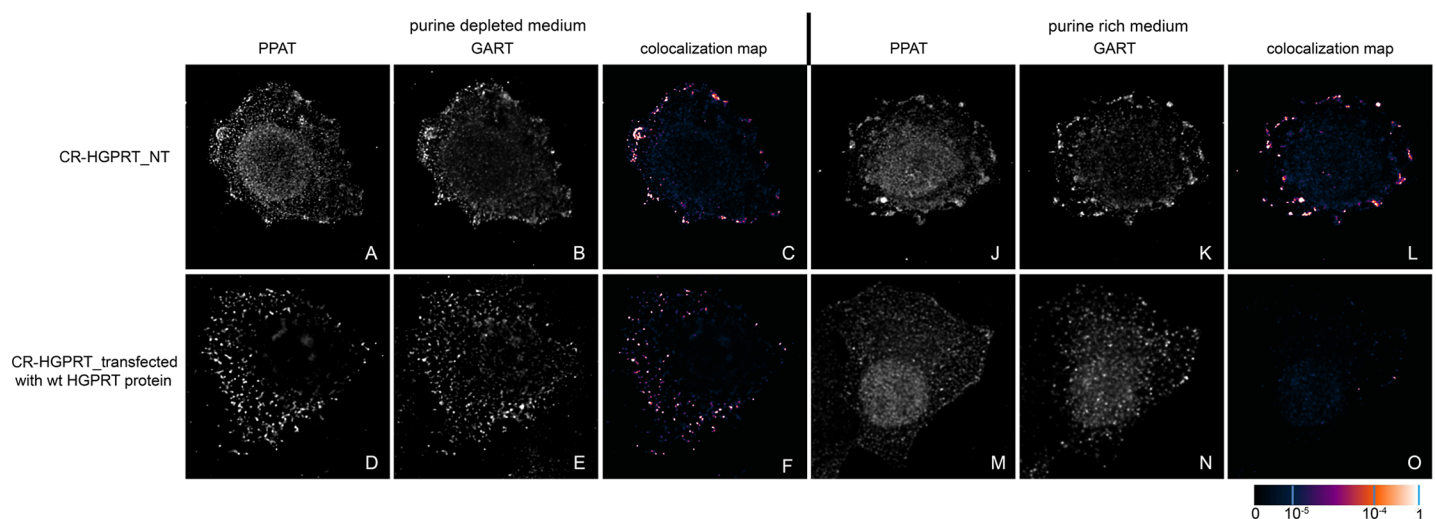 purine depleted medium
purine rich medium
PPAT
GART
colocalization map
PPAT
GART
colocalization map
CR-HGPRT_NT
A
B
C
J
K
L
CR-HGPRT_transfected
with wt HGPRT protein
D
E
F
M
N
O
0
10-5
10-4
1